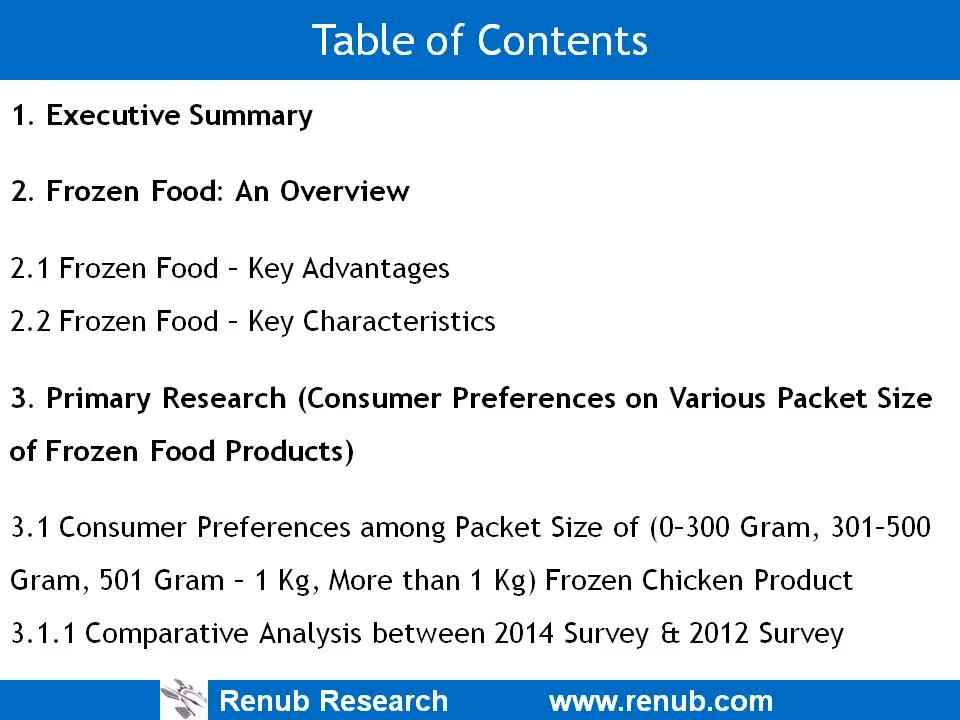 Table of Contents
1. Executive Summary
2. Frozen Food: An Overview
2.1 Frozen Food – Key Advantages
2.2 Frozen Food – Key Characteristics
3. Primary Research (Consumer Preferences on Various Packet Size
of Frozen Food Products)
3.1 Consumer Preferences among Packet Size of (0–300 Gram, 301–500
Gram, 501 Gram – 1 Kg, More than 1 Kg) Frozen Chicken Product
3.1.1 Comparative Analysis between 2014 Survey & 2012 Survey
Renub Research www.renub.com